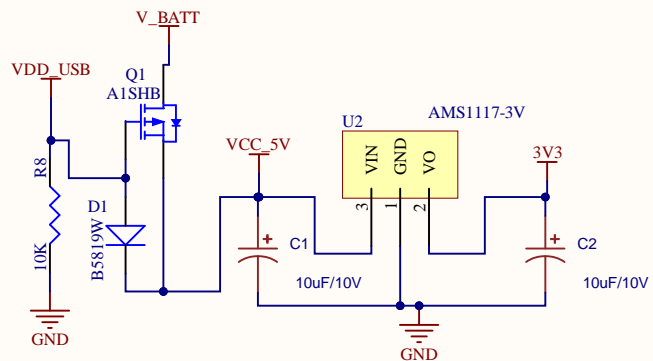 V_BATT
VDD_USB
Q1
A1SHB
R8
10K
GND
D1
B5819W
VCC_5V
C1
10uF/10V
U2
AMS1117-3V
VIN
GND
VO
3
1
2
GND
3V3
C2
10uF/10V